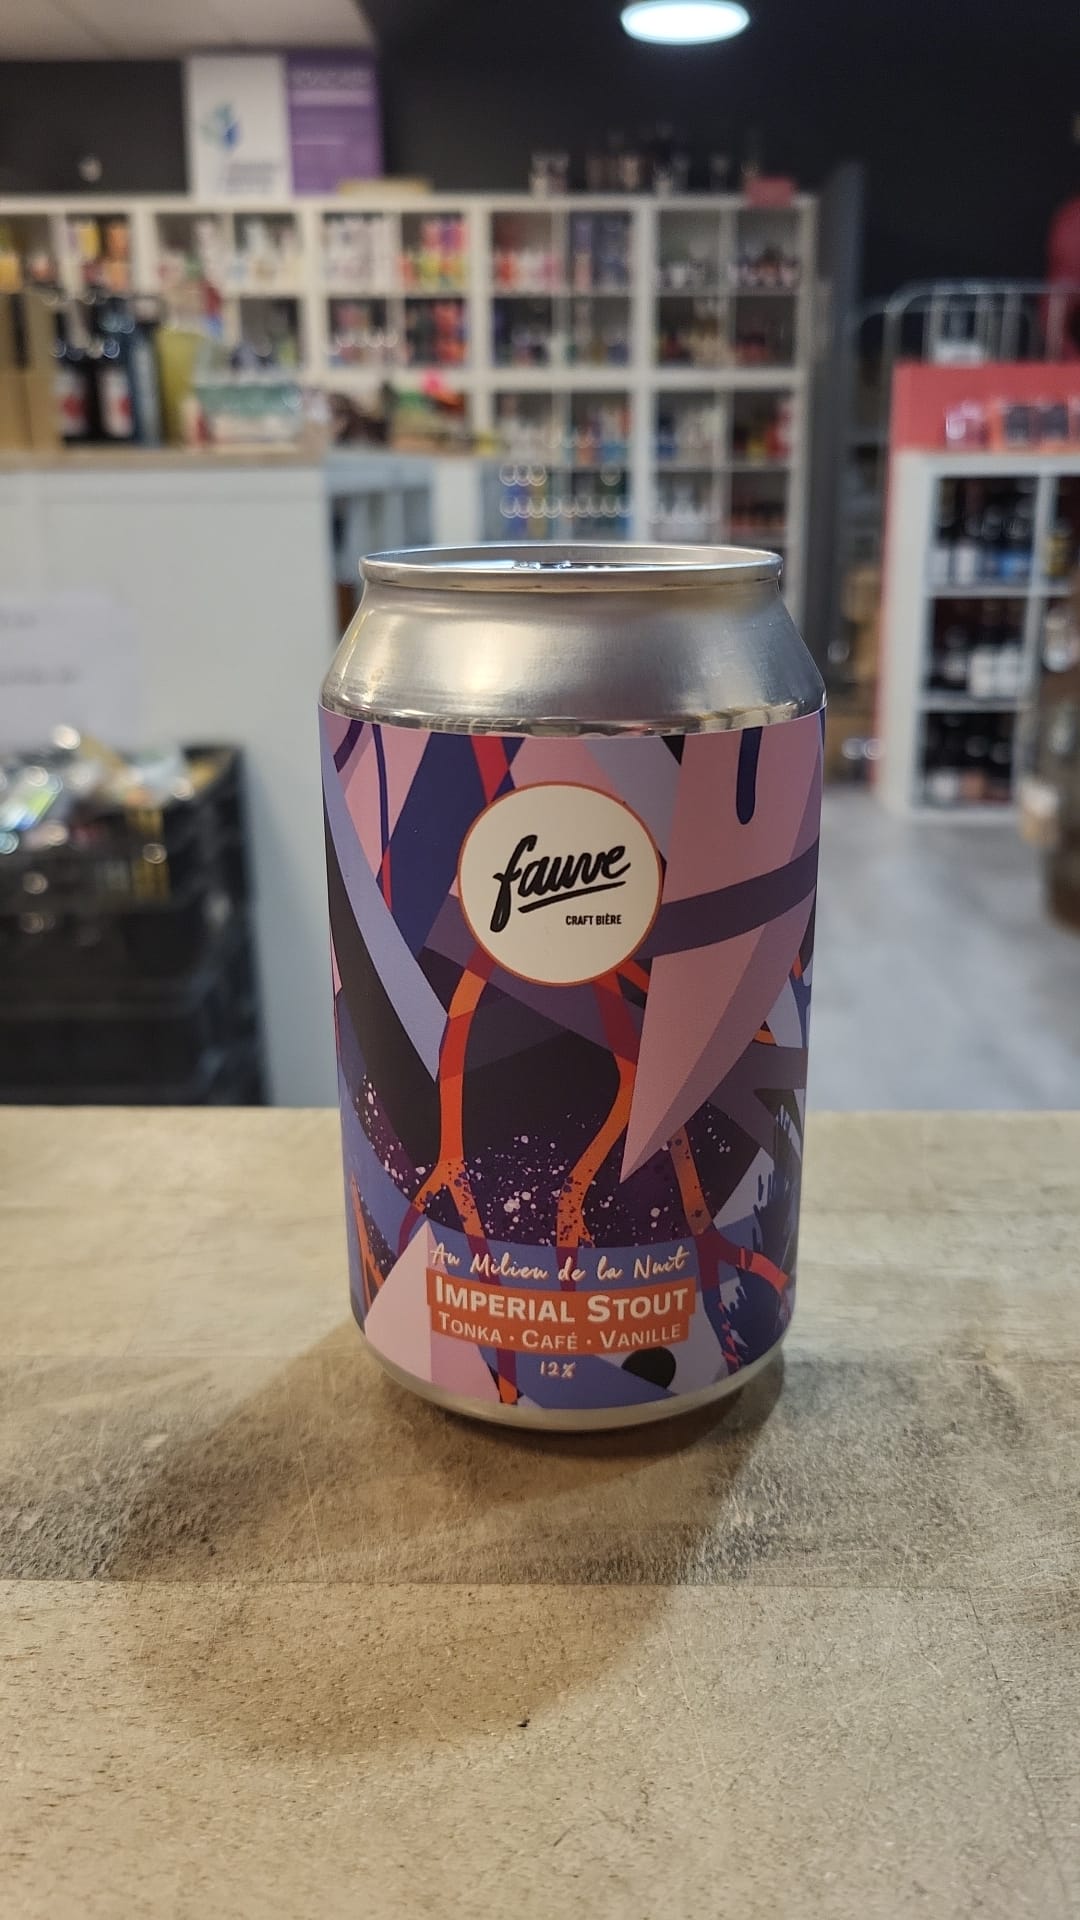 fauve
CRAFT BIÈRE
Au Milieu de la Nuit
IMPERIAL STOUT
TONKA · CAFÉ · VANILLE
12%